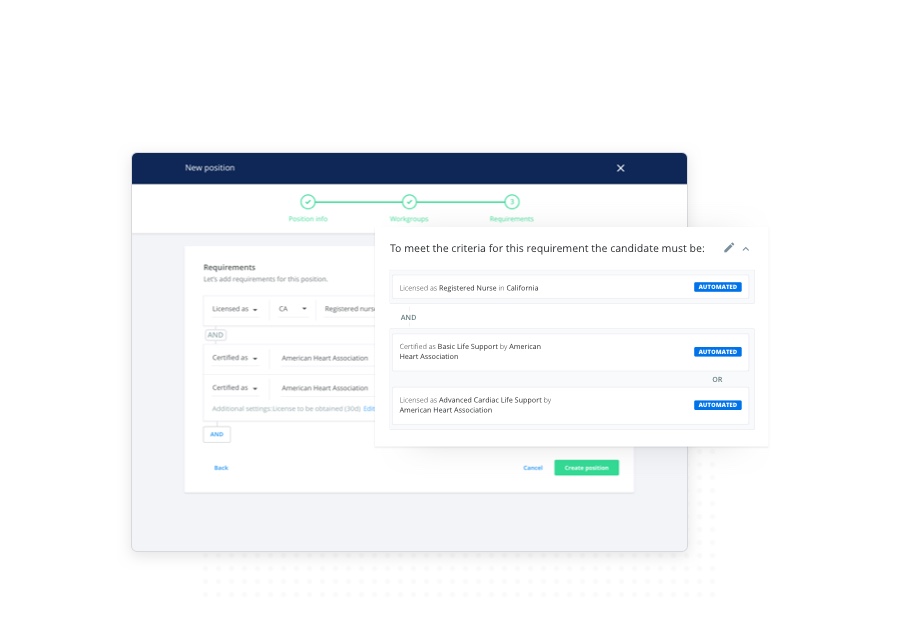 New position
3
Position info
Workgroups
Requirements
Requirements
Let's add requirements for this position.
Licensed as
CA
Registered nurs
AND
Certified as
American Heart Association
Certified as
American Heart Association
Additional settings:License to be obtained (30d) Edit
AND
Back
Cancel
Create position
To meet the criteria for this requirement the candidate must be:
Licensed as Registered Nurse in California
AUTOMATED
AND
Certified as Basic Life Support by American
Heart Association
AUTOMATED
OR
Licensed as Advanced Cardiac Life Support by
American Heart Association
AUTOMATED